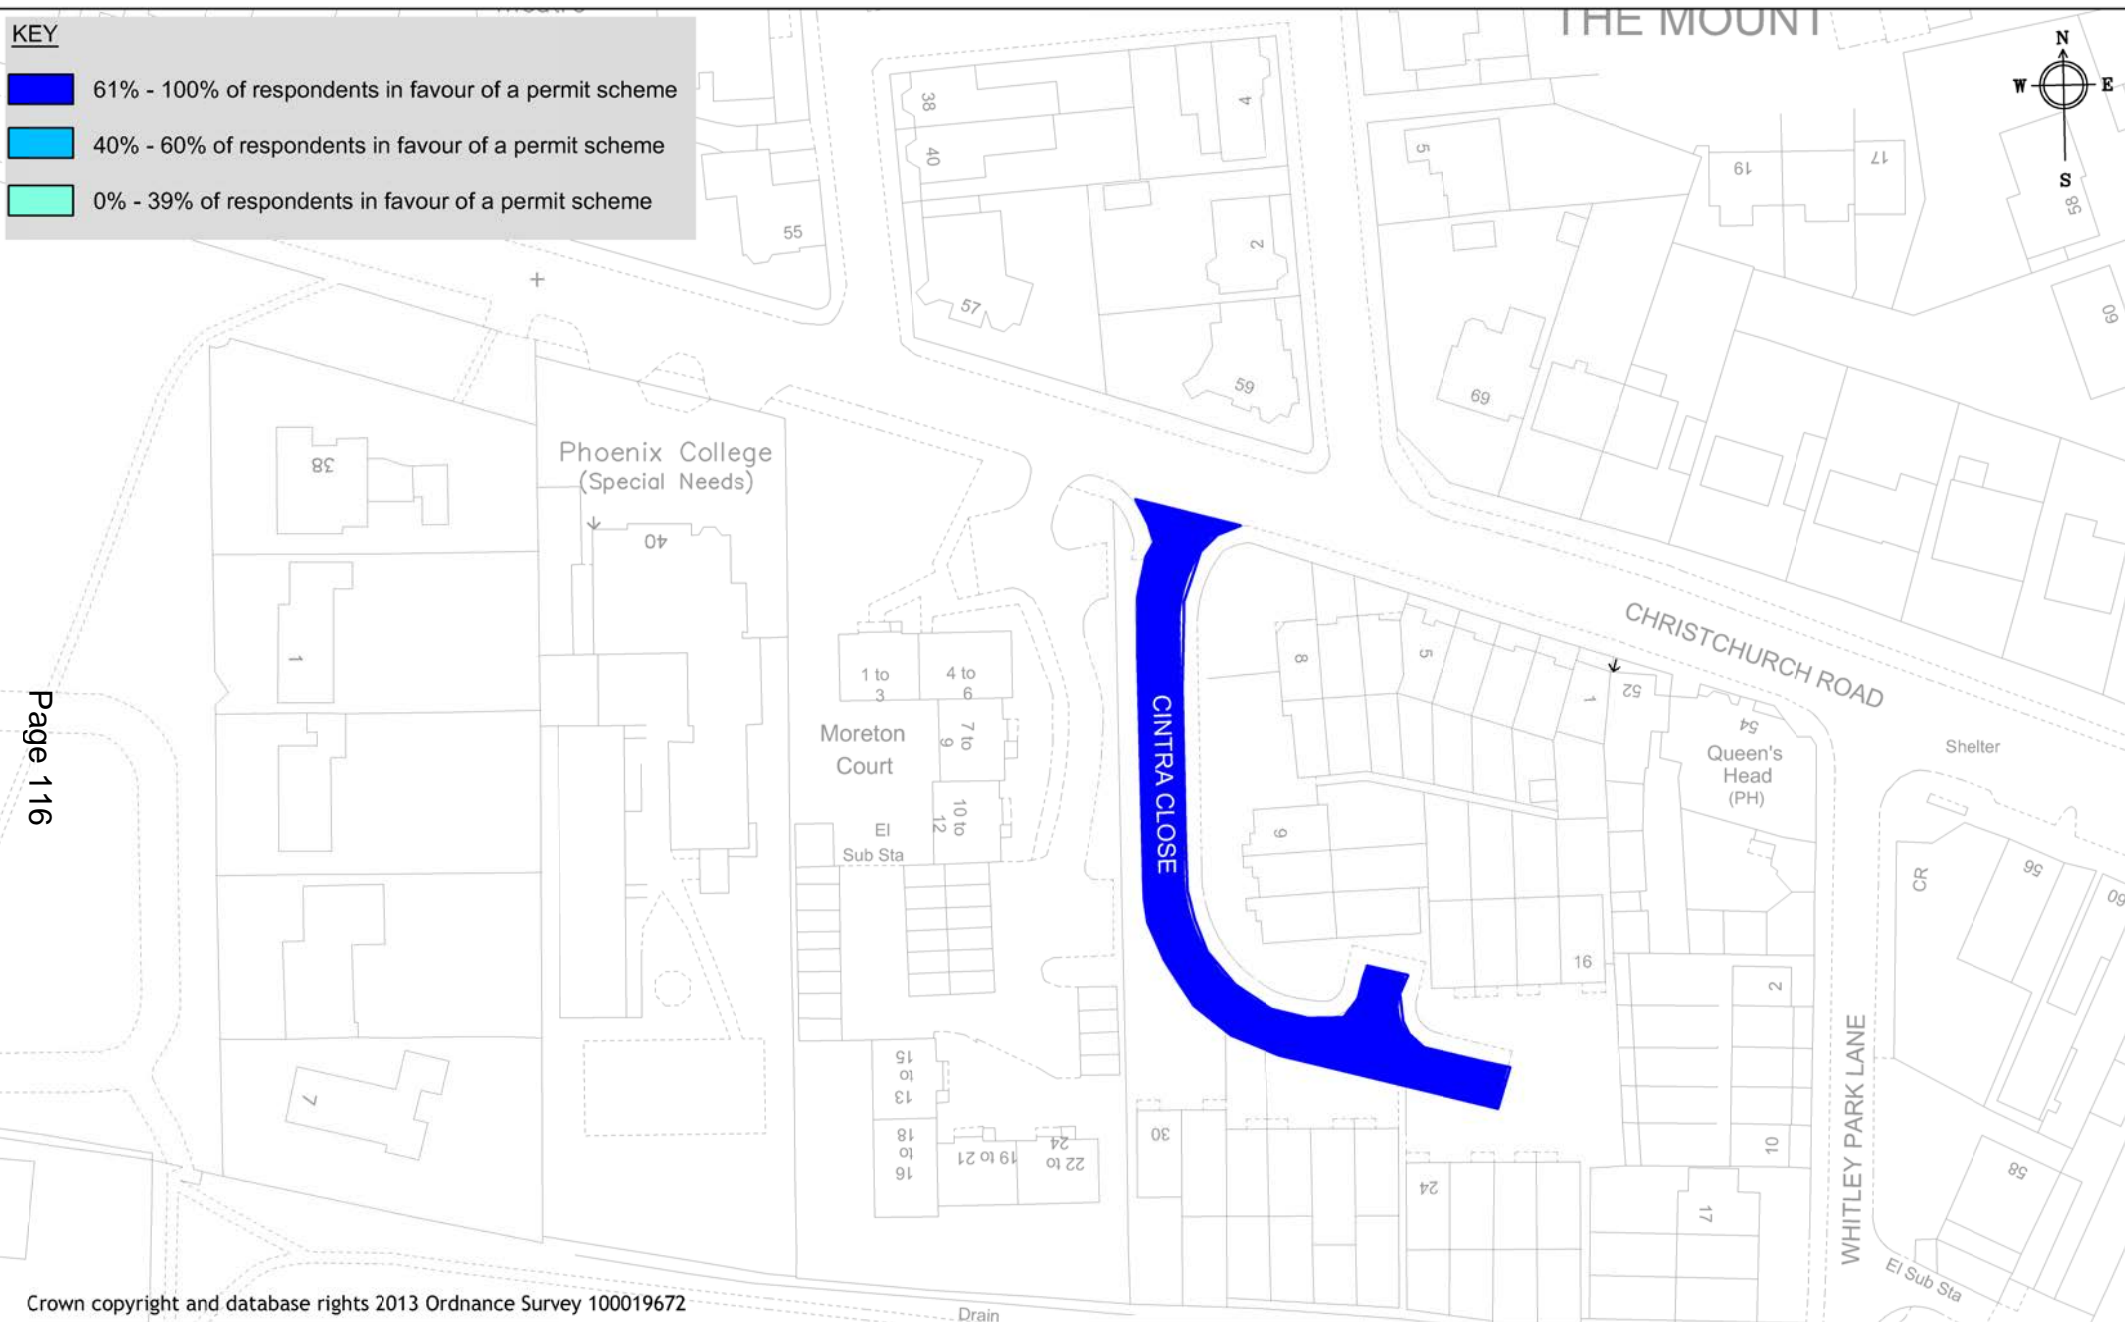 THE MOUNT
KEY
61% - 100% of respondents in favour of a permit scheme
40% - 60% of respondents in favour of a permit scheme
0% - 39% of respondents in favour of a permit scheme
N
W
E
S
38
4
40
5
19
17
58
55
2
57
60
59
69
Phoenix College
(Special Needs)
38
40
CHRISTCHURCH ROAD
1
1 to
3
4 to
6
8
5
1
52
54
Page 116
Moreton
Court
7 to
9
CINTRA CLOSE
Queen's
Head
(PH)
Shelter
10 to
12
El
Sub Sta
9
CR
56
60
16
2
WHITLEY PARK LANE
13
to
15
7
16
to
18
19 to 21
22 to
24
30
24
10
17
58
El Sub Sta
Crown copyright and database rights 2013 Ordnance Survey 100019672
Drain